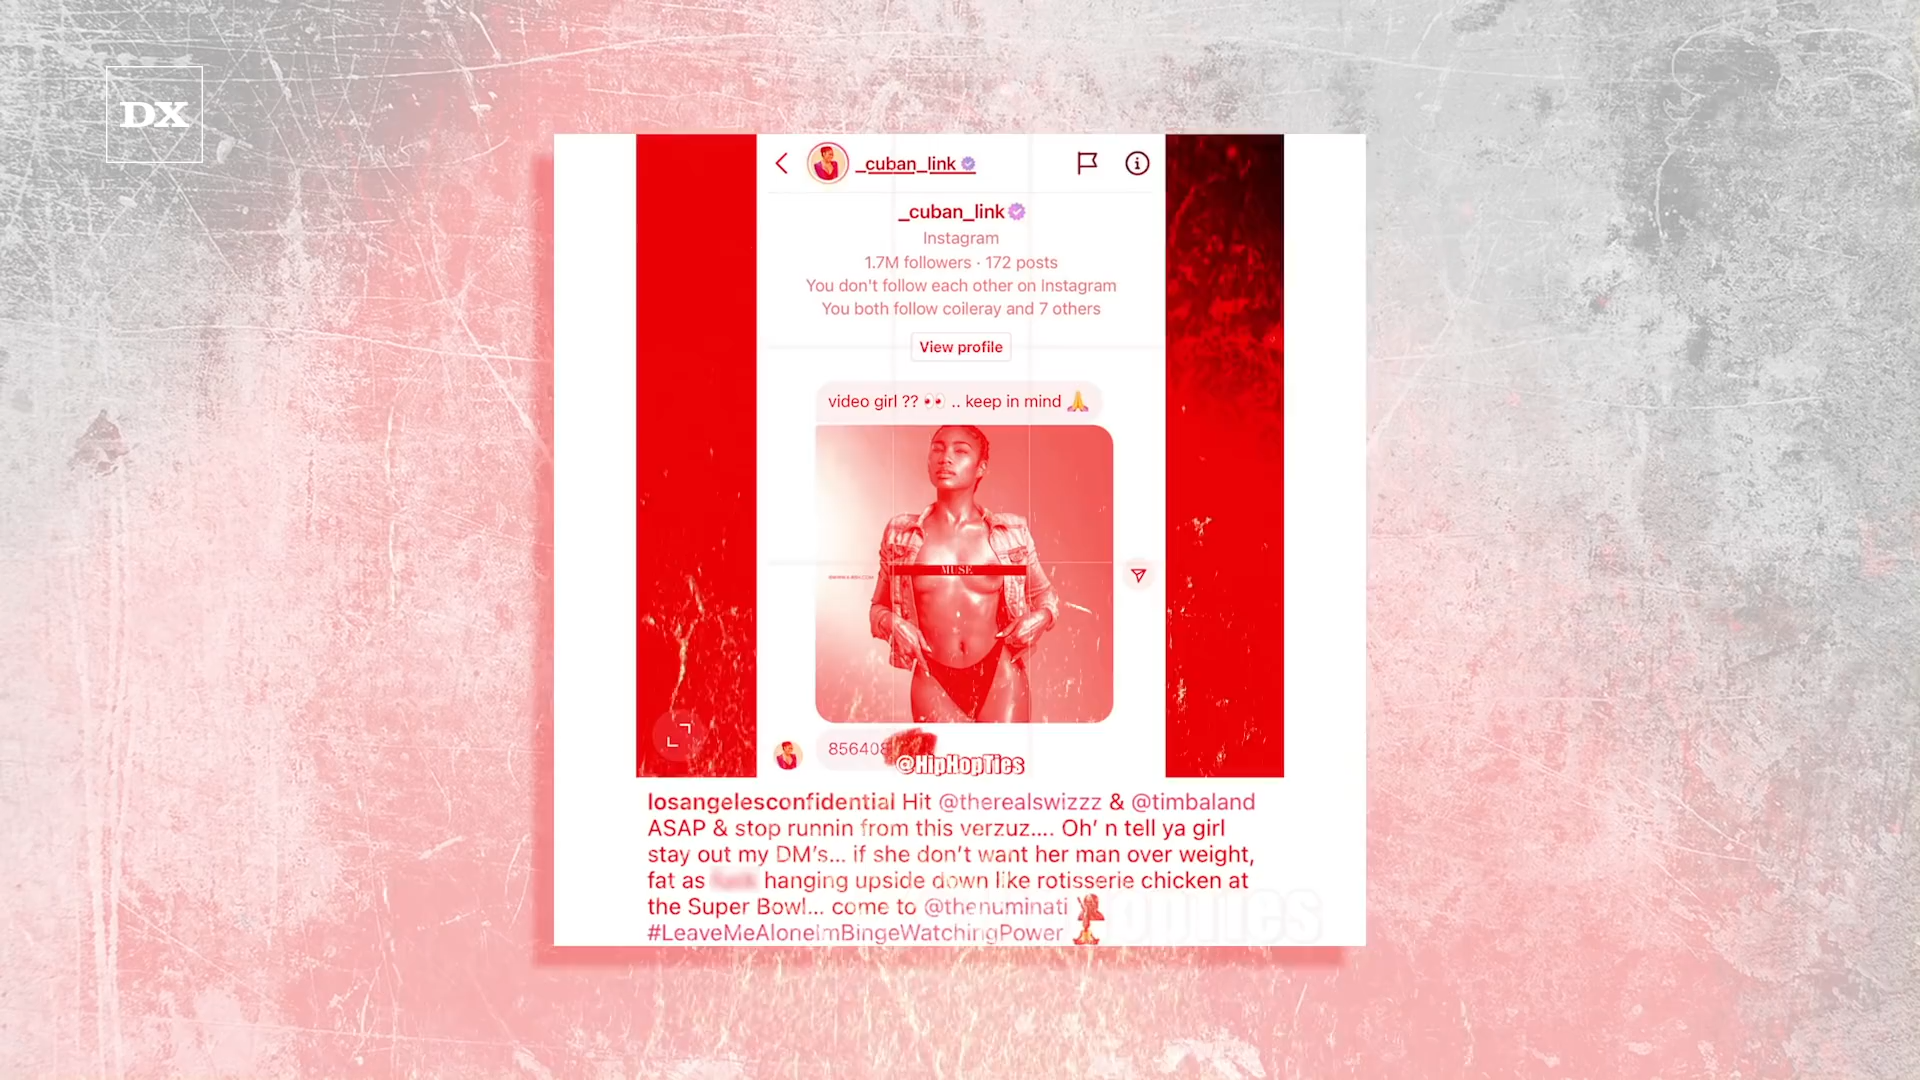 DX
_cuban_link
_cuban_link
Instagram
1.7M followers · 172 posts
You don't follow each other on Instagram
You both follow coileray and 7 others
View profile
video girl ?? 👀 .. keep in mind 🙏
MUSE
856408
@HipHopTies
losangelesconfidential Hit @therealswizzz & @timbaland
ASAP & stop runnin from this verzuz.... Oh' n tell ya girl
stay out my DM's... if she don't want her man over weight,
fat as hanging upside down like rotisserie chicken at
the Super Bowl... come to @thenuminati
#LeaveMeAloneImBingeWatchingPower